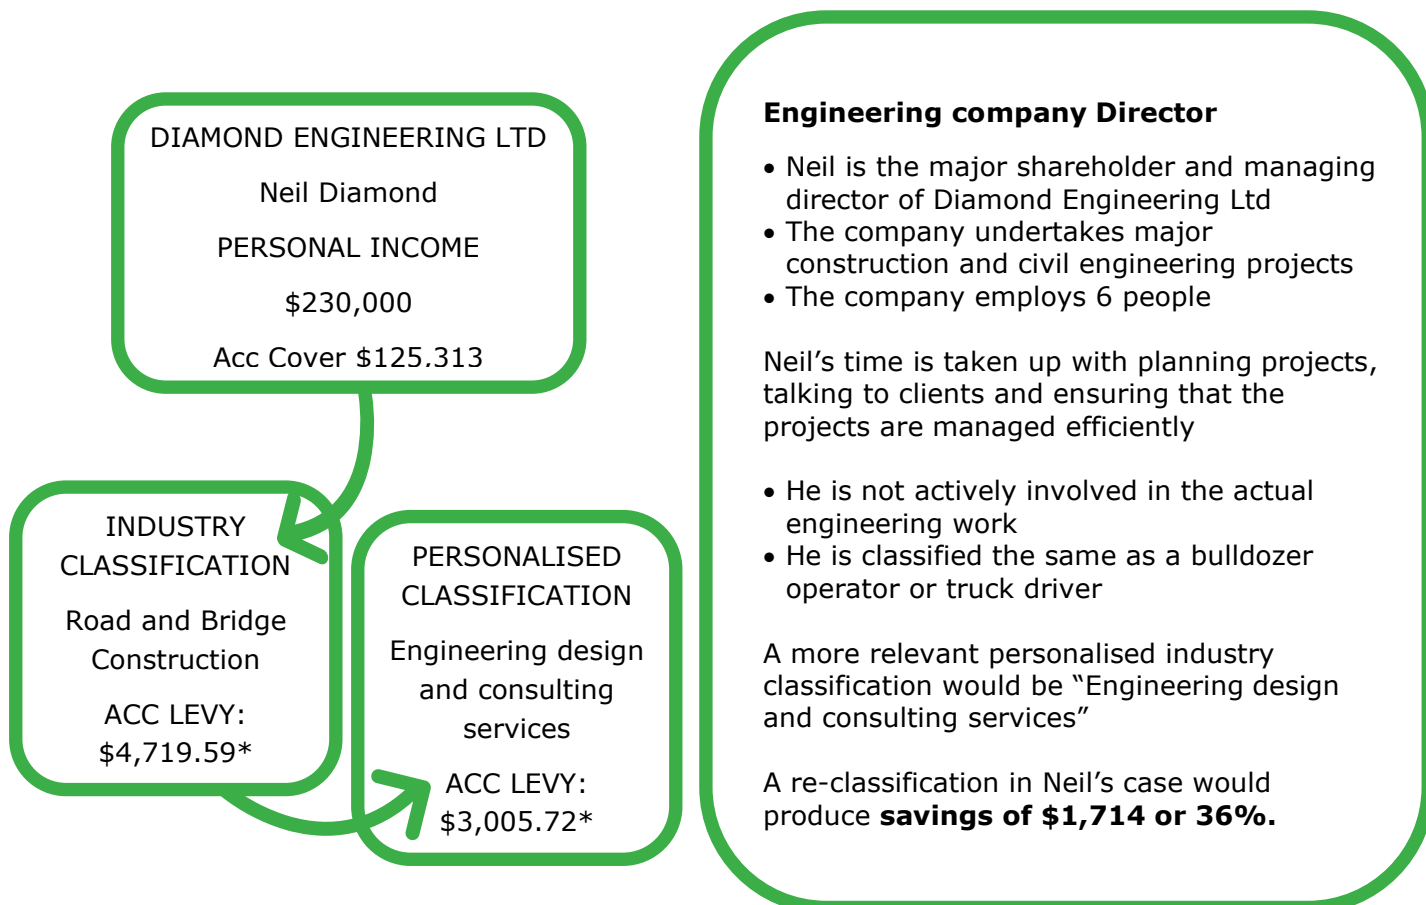 DIAMOND ENGINEERING LTD
Neil Diamond
PERSONAL INCOME
$230,000
Acc Cover $125,313
INDUSTRY
CLASSIFICATION
Road and Bridge
Construction
ACC LEVY:
$4,719.59*
PERSONALISED
CLASSIFICATION
Engineering design
and consulting
services
ACC LEVY:
$3,005.72*
Engineering company Director
• Neil is the major shareholder and managing
director of Diamond Engineering Ltd
• The company undertakes major
construction and civil engineering projects
• The company employs 6 people
Neil’s time is taken up with planning projects,
talking to clients and ensuring that the
projects are managed efficiently
• He is not actively involved in the actual
engineering work
• He is classified the same as a bulldozer
operator or truck driver
A more relevant personalised industry
classification would be “Engineering design
and consulting services”
A re-classification in Neil’s case would
produce savings of $1,714 or 36%.